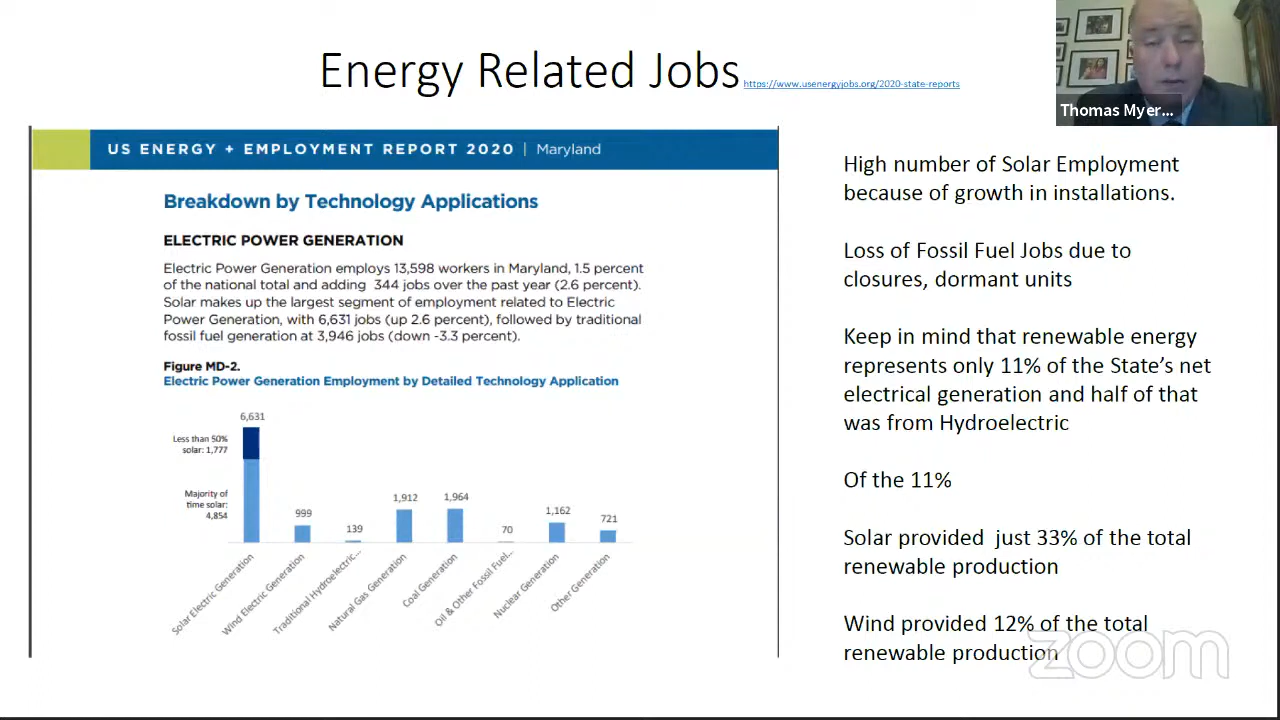 Energy Related Jobs https://www.usenergyjobs.org/2020-state-reports
Thomas Myer...
US ENERGY + EMPLOYMENT REPORT 2020 | Maryland
Breakdown by Technology Applications
ELECTRIC POWER GENERATION
Electric Power Generation employs 13,598 workers in Maryland, 1.5 percent
of the national total and adding 344 jobs over the past year (2.6 percent).
Solar makes up the largest segment of employment related to Electric
Power Generation, with 6,631 jobs (up 2.6 percent), followed by traditional
fossil fuel generation at 3,946 jobs (down -3.3 percent).
Figure MD-2.
Electric Power Generation Employment by Detailed Technology Application
6,631
Less than 50%
solar: 1,777
Majority of
time solar:
4,854
999
139
1,912
1,964
70
1,162
721
Solar Electric Generation
Wind Electric Generation
Traditional Hydroelectric...
Natural Gas Generation
Coal Generation
Oil & Other Fossil Fuel...
Nuclear Generation
Other Generation
High number of Solar Employment
because of growth in installations.
Loss of Fossil Fuel Jobs due to
closures, dormant units
Keep in mind that renewable energy
represents only 11% of the State's net
electrical generation and half of that
was from Hydroelectric
Of the 11%
Solar provided just 33% of the total
renewable production
Wind provided 12% of the total
renewable production
zoom